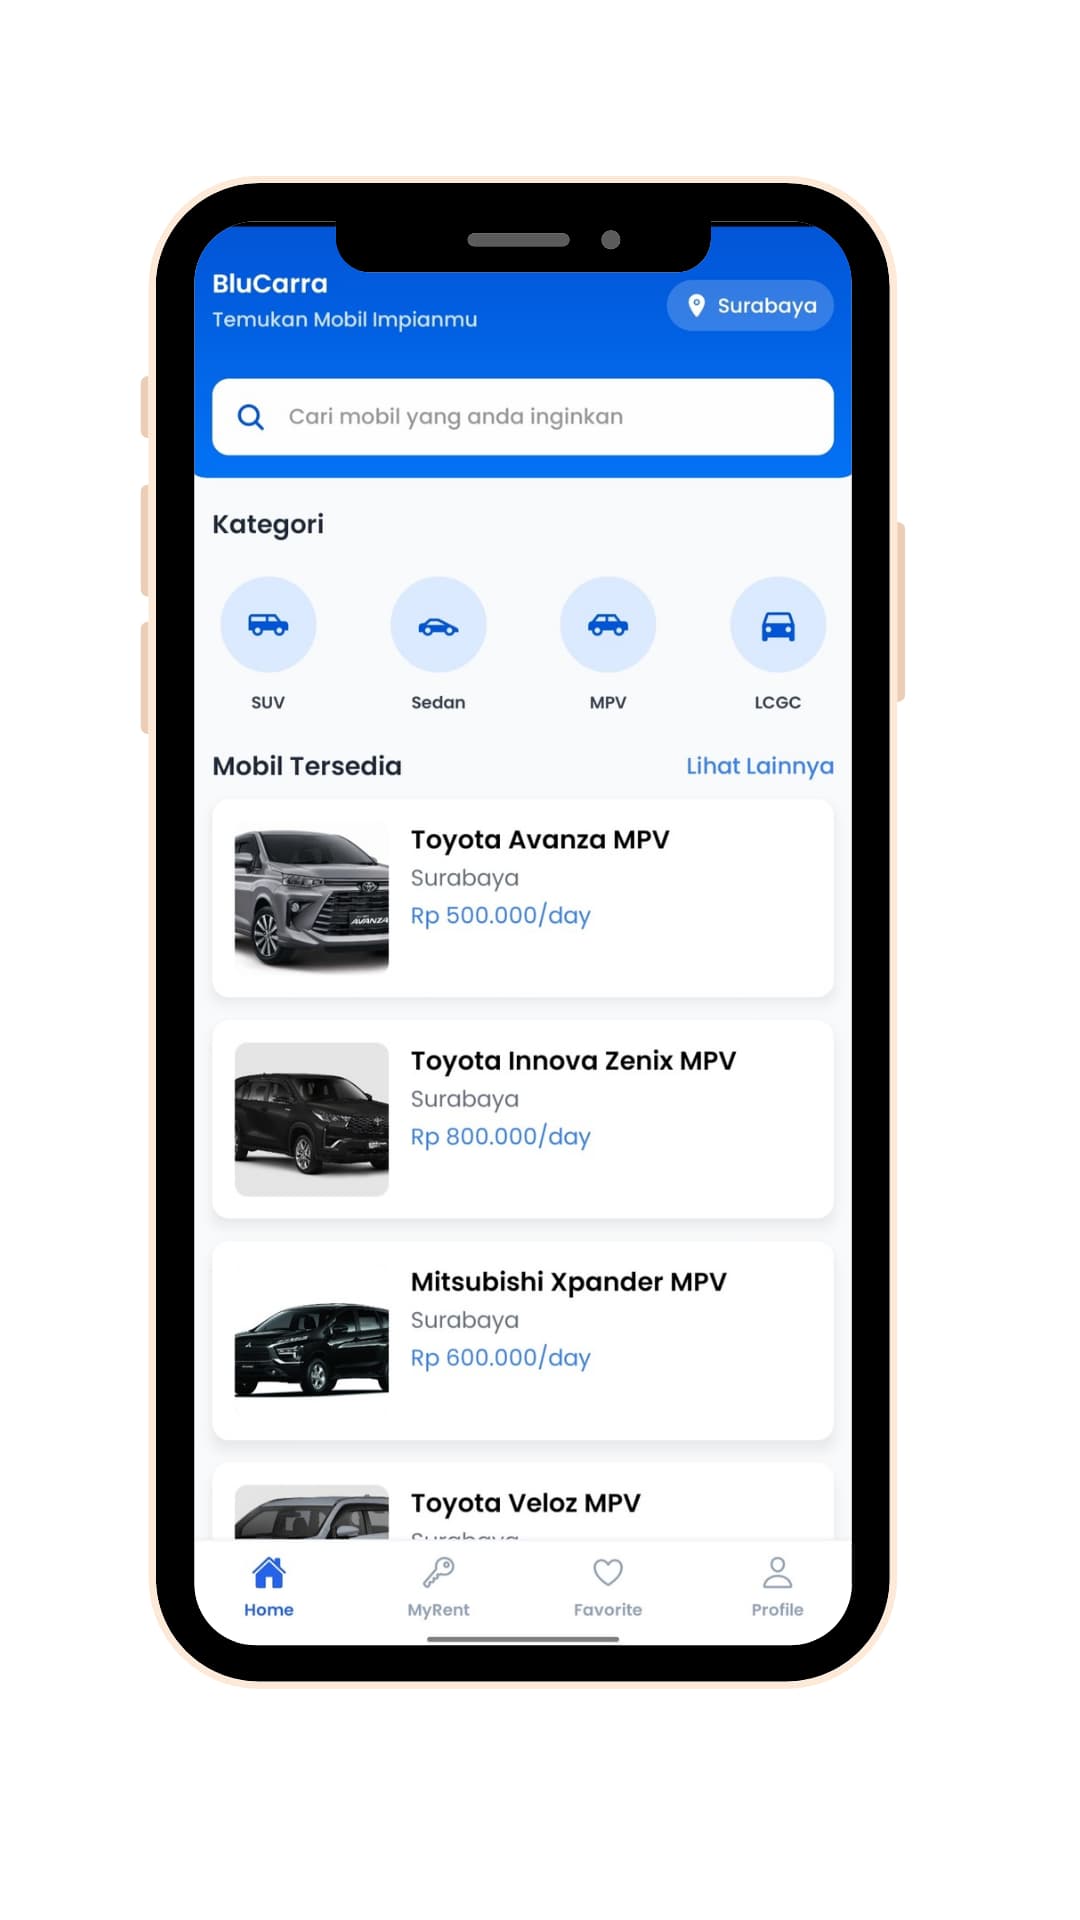 BluCarra
Temukan Mobil Impianmu
Surabaya
Cari mobil yang anda inginkan
Kategori
SUV
Sedan
MPV
LCGC
Mobil Tersedia
Lihat Lainnya
Toyota Avanza MPV
Surabaya
Rp 500.000/day
AVANZA
Toyota Innova Zenix MPV
Surabaya
Rp 800.000/day
Mitsubishi Xpander MPV
Surabaya
Rp 600.000/day
Toyota Veloz MPV
Surabaya
Home
MyRent
Favorite
Profile